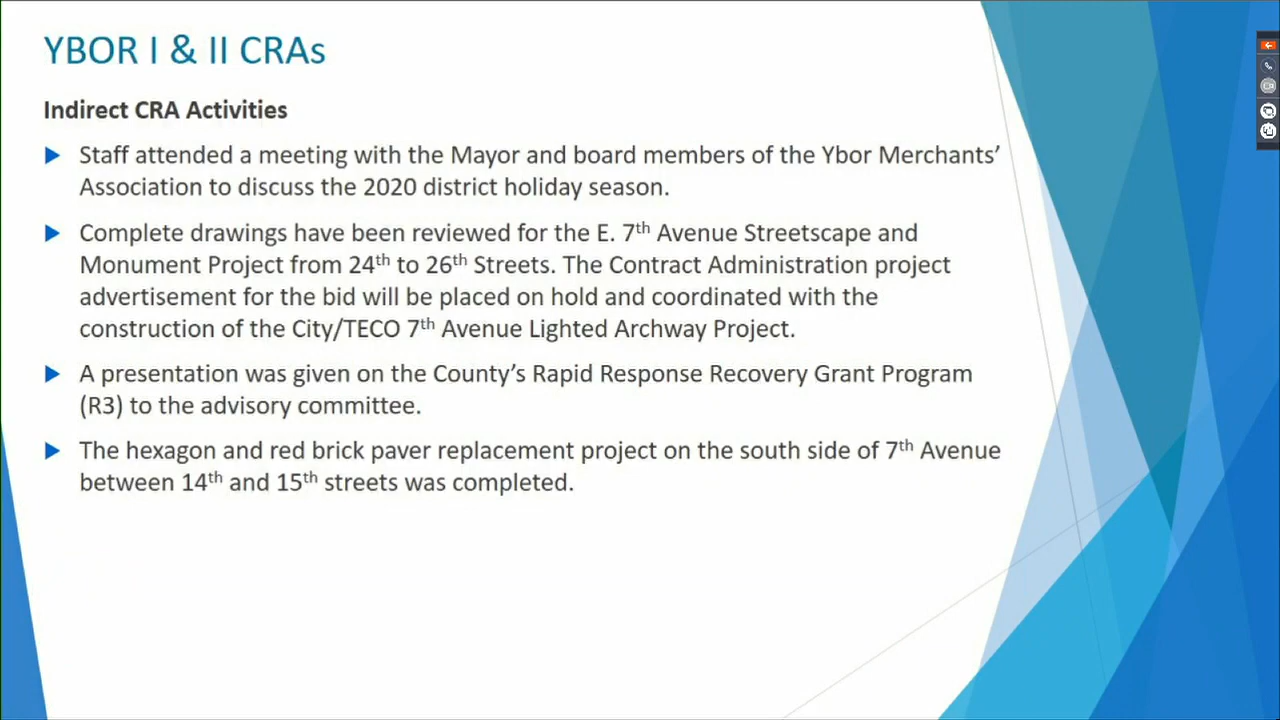 YBOR I & II CRAs
Indirect CRA Activities
Staff attended a meeting with the Mayor and board members of the Ybor Merchants’
Association to discuss the 2020 district holiday season.
Complete drawings have been reviewed for the E. 7th Avenue Streetscape and
Monument Project from 24th to 26th Streets. The Contract Administration project
advertisement for the bid will be placed on hold and coordinated with the
construction of the City/TECO 7th Avenue Lighted Archway Project.
A presentation was given on the County’s Rapid Response Recovery Grant Program
(R3) to the advisory committee.
The hexagon and red brick paver replacement project on the south side of 7th Avenue
between 14th and 15th streets was completed.